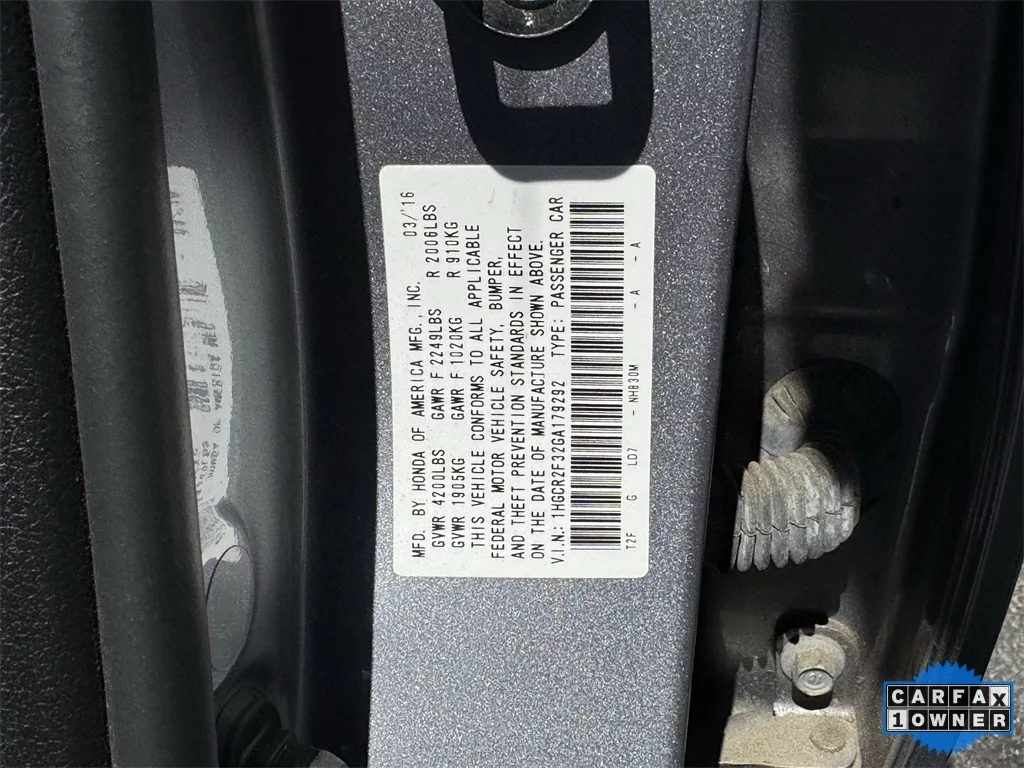 MFD. BY HONDA OF AMERICA MFG., INC. 03/'16
GVWR 4200LBS GAWR F 2249LBS R 2006LBS
GVWR 1905KG GAWR F 1020KG R 910KG
THIS VEHICLE CONFORMS TO ALL APPLICABLE
FEDERAL MOTOR VEHICLE SAFETY, BUMPER,
AND THEFT PREVENTION STANDARDS IN EFFECT
ON THE DATE OF MANUFACTURE SHOWN ABOVE.
V.I.N.: 1HGCR2F32GA179292 TYPE: PASSENGER CAR
T2F G LD7 - NH830M - A - A
CARFAX
1 OWNER